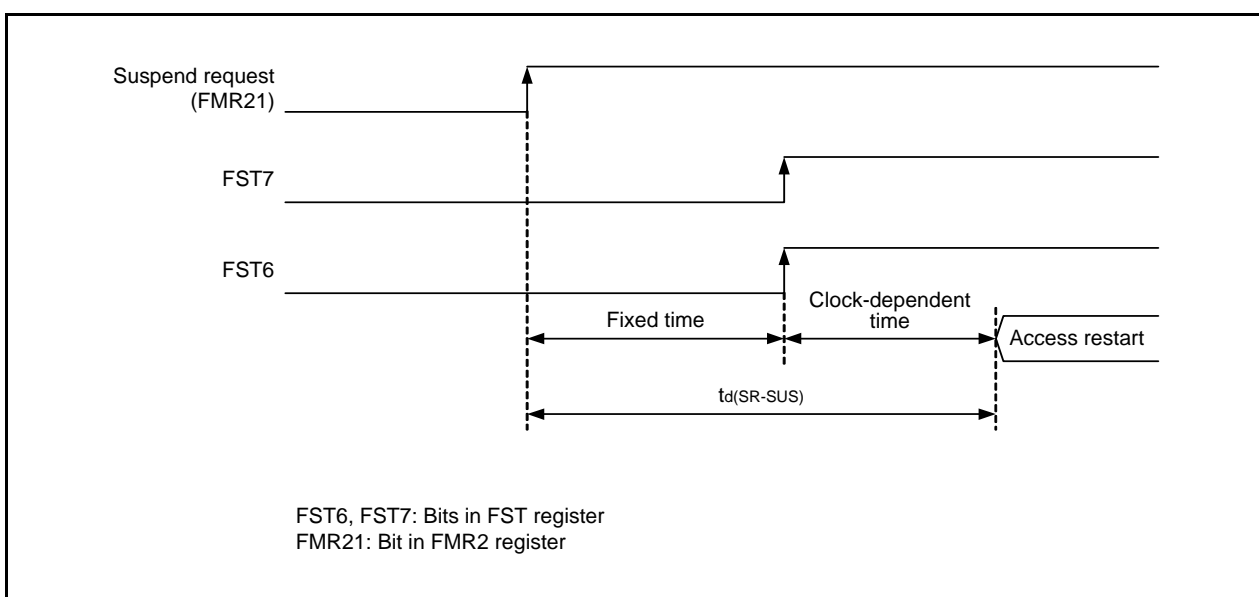 Suspend request
(FMR21)
FST7
FST6
Fixed time
Clock-dependent
time
Access restart
td(SR-SUS)
FST6, FST7: Bits in FST register
FMR21: Bit in FMR2 register